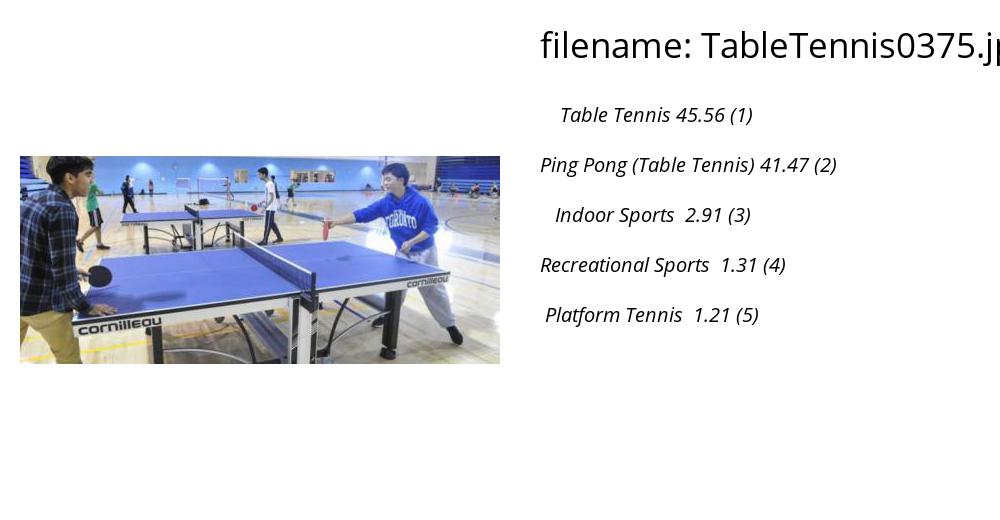 filename: TableTennis0375.jp
Table Tennis 45.56 (1)
Ping Pong (Table Tennis) 41.47 (2)
Indoor Sports 2.91 (3)
Recreational Sports 1.31 (4)
Platform Tennis 1.21 (5)
TORONTO
cornilleau
cornilleau